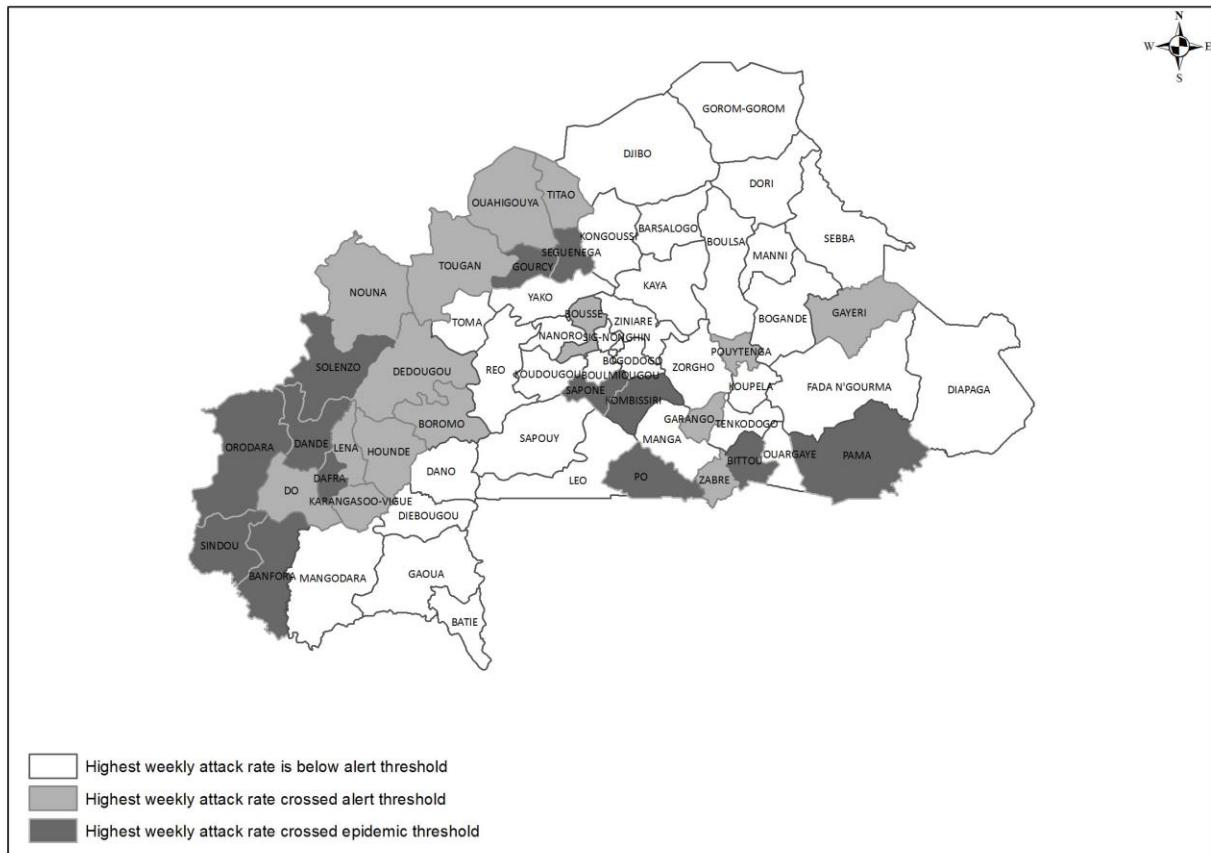 N
W E
S
GOROM-GOROM
DJIBO
DORI
OUAHIGOUYA
TITAO
BARSALOGO
KONGOUSSI
BOULSA
SEBBA
SEGUENEGA
MANNI
GOURCY
TOUGAN
KAYA
NOUNA
YAKO
GAYERI
BOUSSE
ZINIARE
BOGANDE
TOMA
NANORO
SIG-NONGHIN
POUYTENGA
BOGODOGO
ZORGHO
SOLENZO
DEDOUGOU
REO
KOUDOUGOU
BOULMIOUGOU
KOUPELA
FADA N'GOURMA
DIAPAGA
SAPONE
KOMBISSIRI
GARANGO
TENKODOGO
BOROMO
ORODARA
DANDE
LENA
HOUNDE
SAPOUY
MANGA
OUARGAYE
PAMA
BITTOU
DANO
DAFRA
LEO
PO
ZABRE
DO
KARANGASOO-VIGUE
DIEBOUGOU
SINDOU
BANFORA
MANGODARA
GAOUA
BATIE
Highest weekly attack rate is below alert threshold
Highest weekly attack rate crossed alert threshold
Highest weekly attack rate crossed epidemic threshold